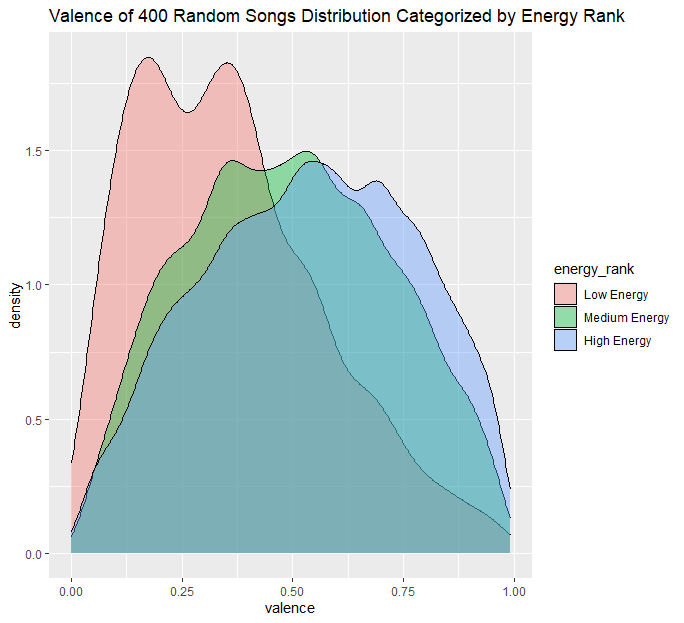 Valence of 400 Random Songs Distribution Categorized by Energy Rank
1.5
1.0
0.5
0.0
density
0.00 0.25 0.50 0.75 1.00
valence
energy_rank
Low Energy
Medium Energy
High Energy